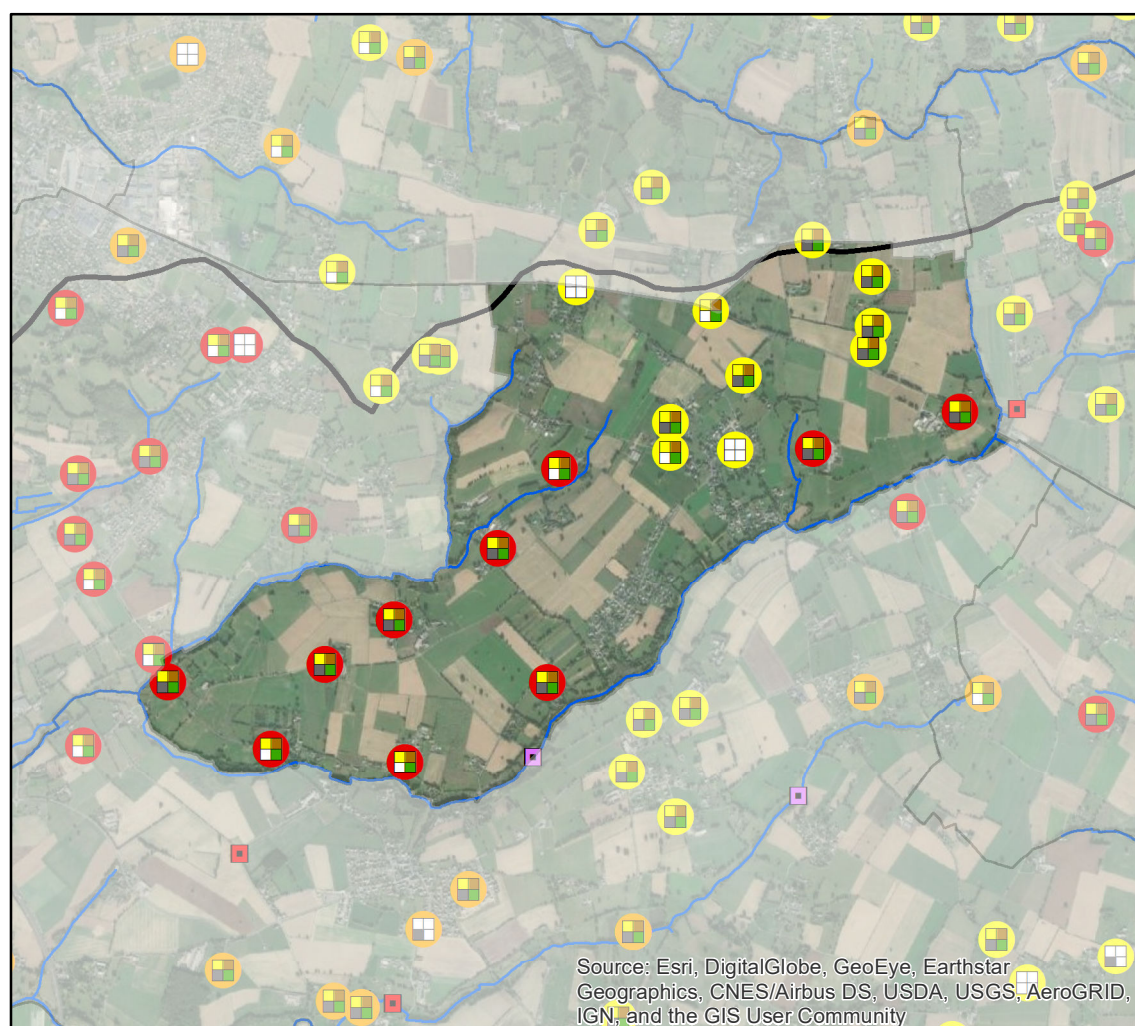 Source: Esri, DigitalGlobe, GeoEye, Earthstar
Geographics, CNES/Airbus DS, USDA, USGS, AeroGRID,
IGN, and the GIS User Community